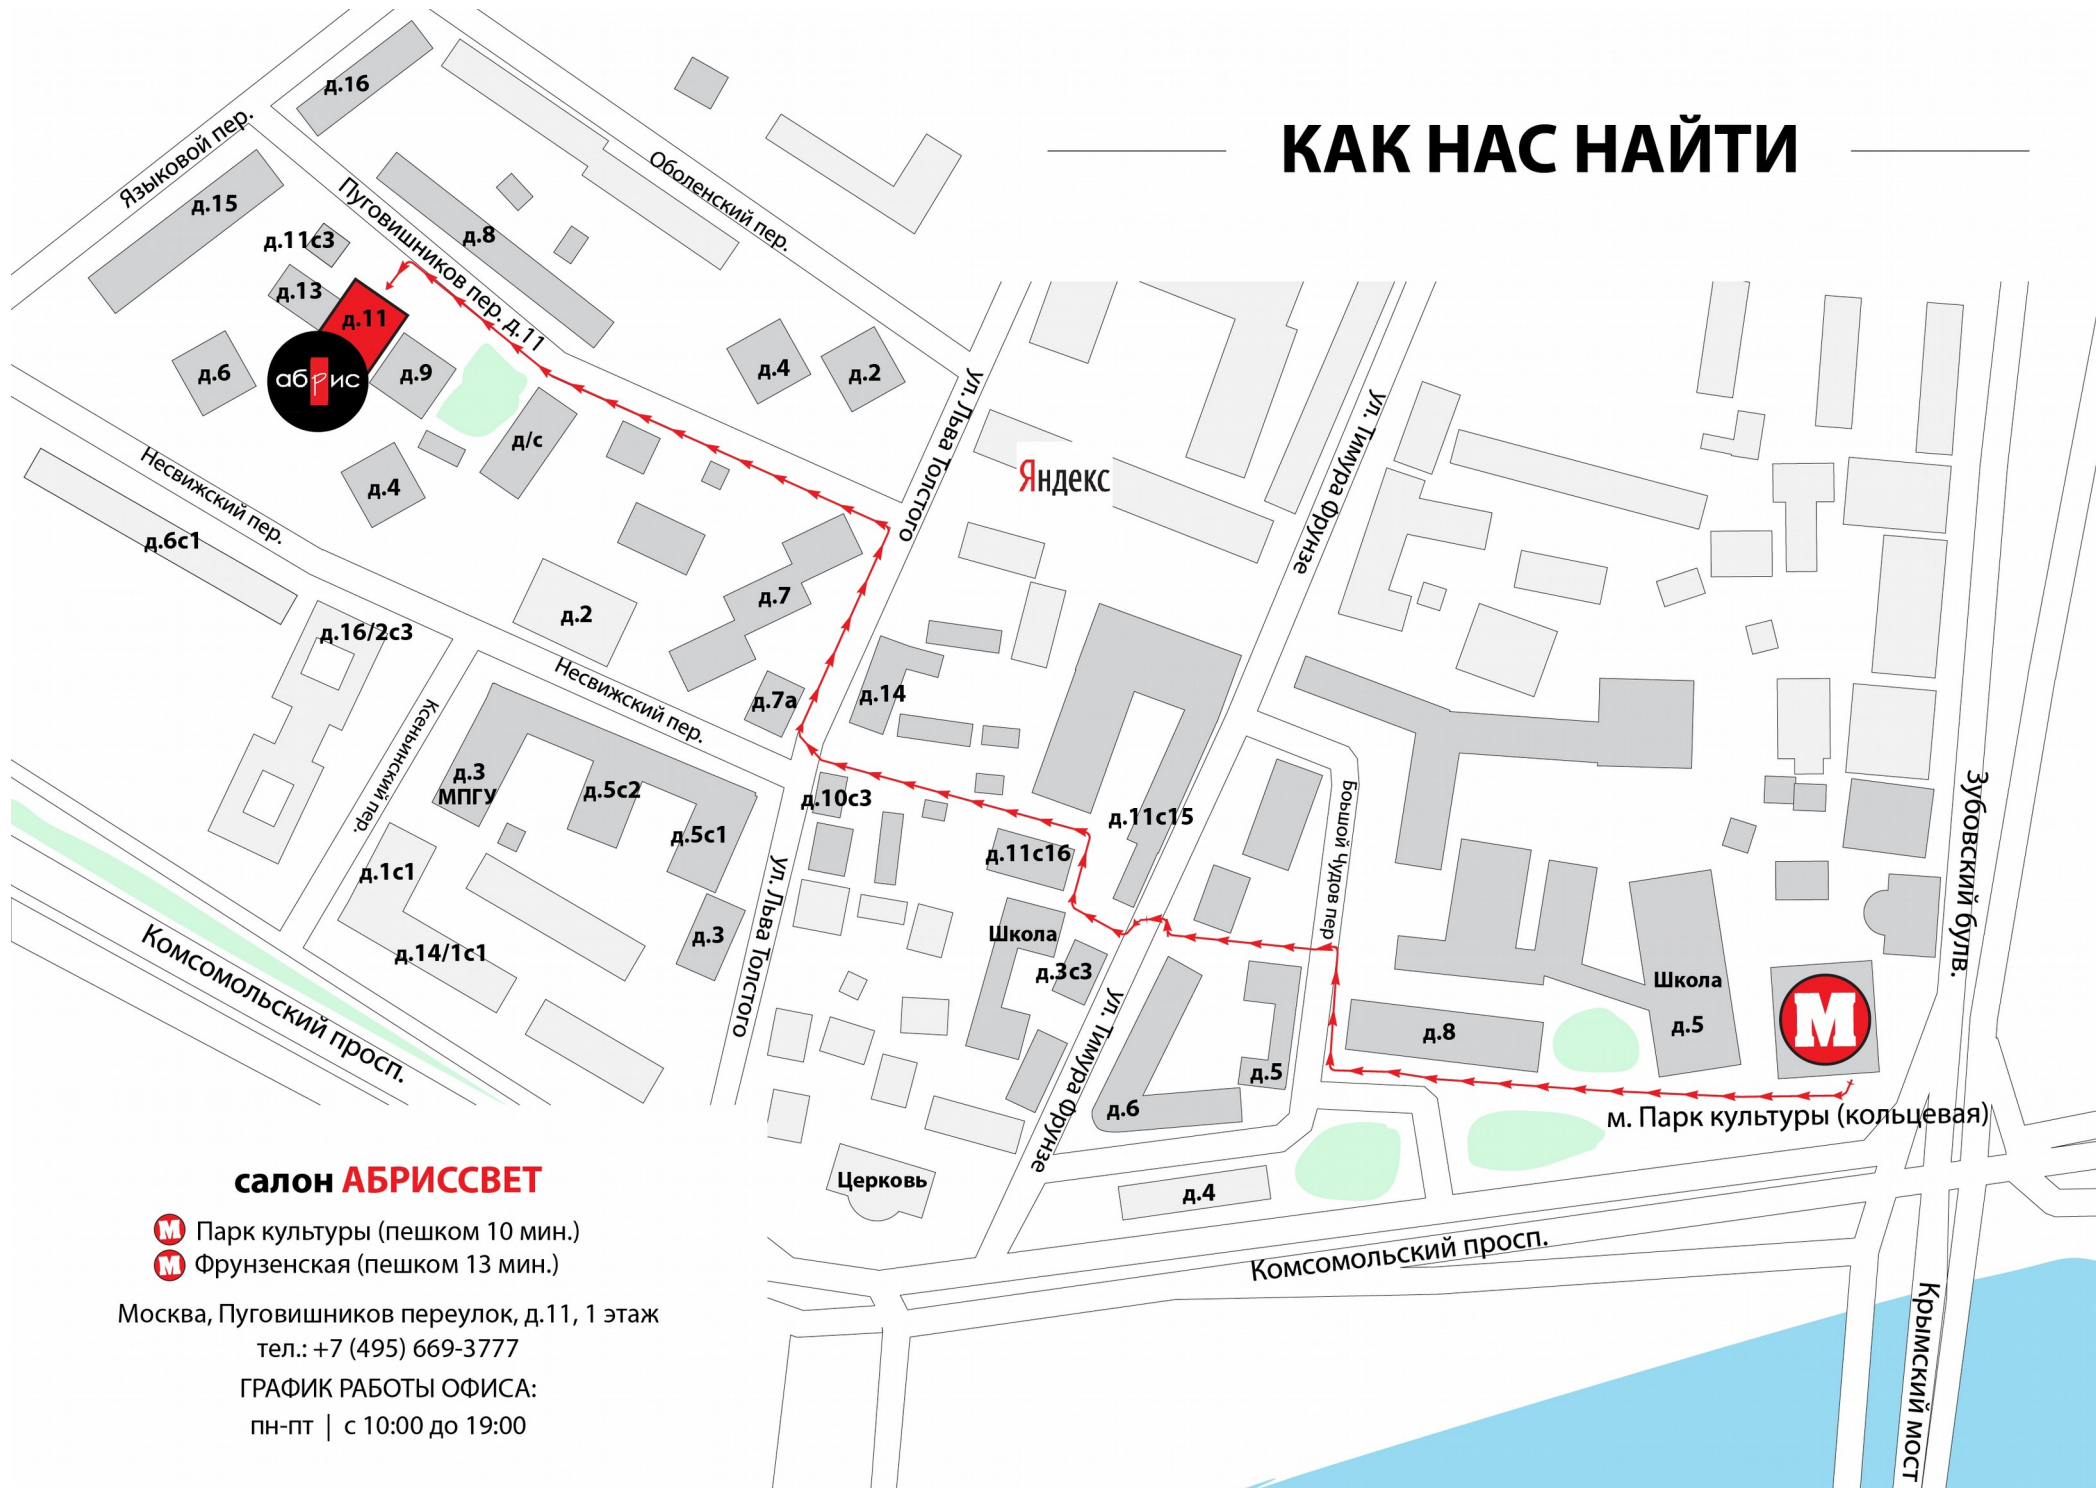 КАК НАС НАЙТИ
д.16
Языковой пер.
д.15
Пуговишников пер. д.11
д.8
Оболенский пер.
д.11с3
д.13
д.11
абрис
д.6
д.9
д.4
д.2
д/с
д.4
ул. Льва Толстого
Яндекс
ул. Тимура Фрунзе
Несвижский пер.
д.6с1
д.16/2с3
д.2
д.7
Несвижский пер.
д.7а
д.14
Ксеньинский пер.
д.3
МПГУ
д.5с2
д.5с1
д.10с3
д.11с15
д.11с16
Боьшой Чудов пер
Зубовский булв.
д.1с1
д.14/1с1
д.3
ул. Льва Толстого
Школа
д.3с3
Школа
д.5
М
д.8
Комсомольский просп.
ул. Тимура Фрунзе
д.6
д.5
м. Парк культуры (кольцевая)
Церковь
д.4
Комсомольский просп.
Крымский мост
салон АБРИССВЕТ
М Парк культуры (пешком 10 мин.)
М Фрунзенская (пешком 13 мин.)
Москва, Пуговишников переулок, д.11, 1 этаж
тел.: +7 (495) 669-3777
ГРАФИК РАБОТЫ ОФИСА:
пн-пт | с 10:00 до 19:00